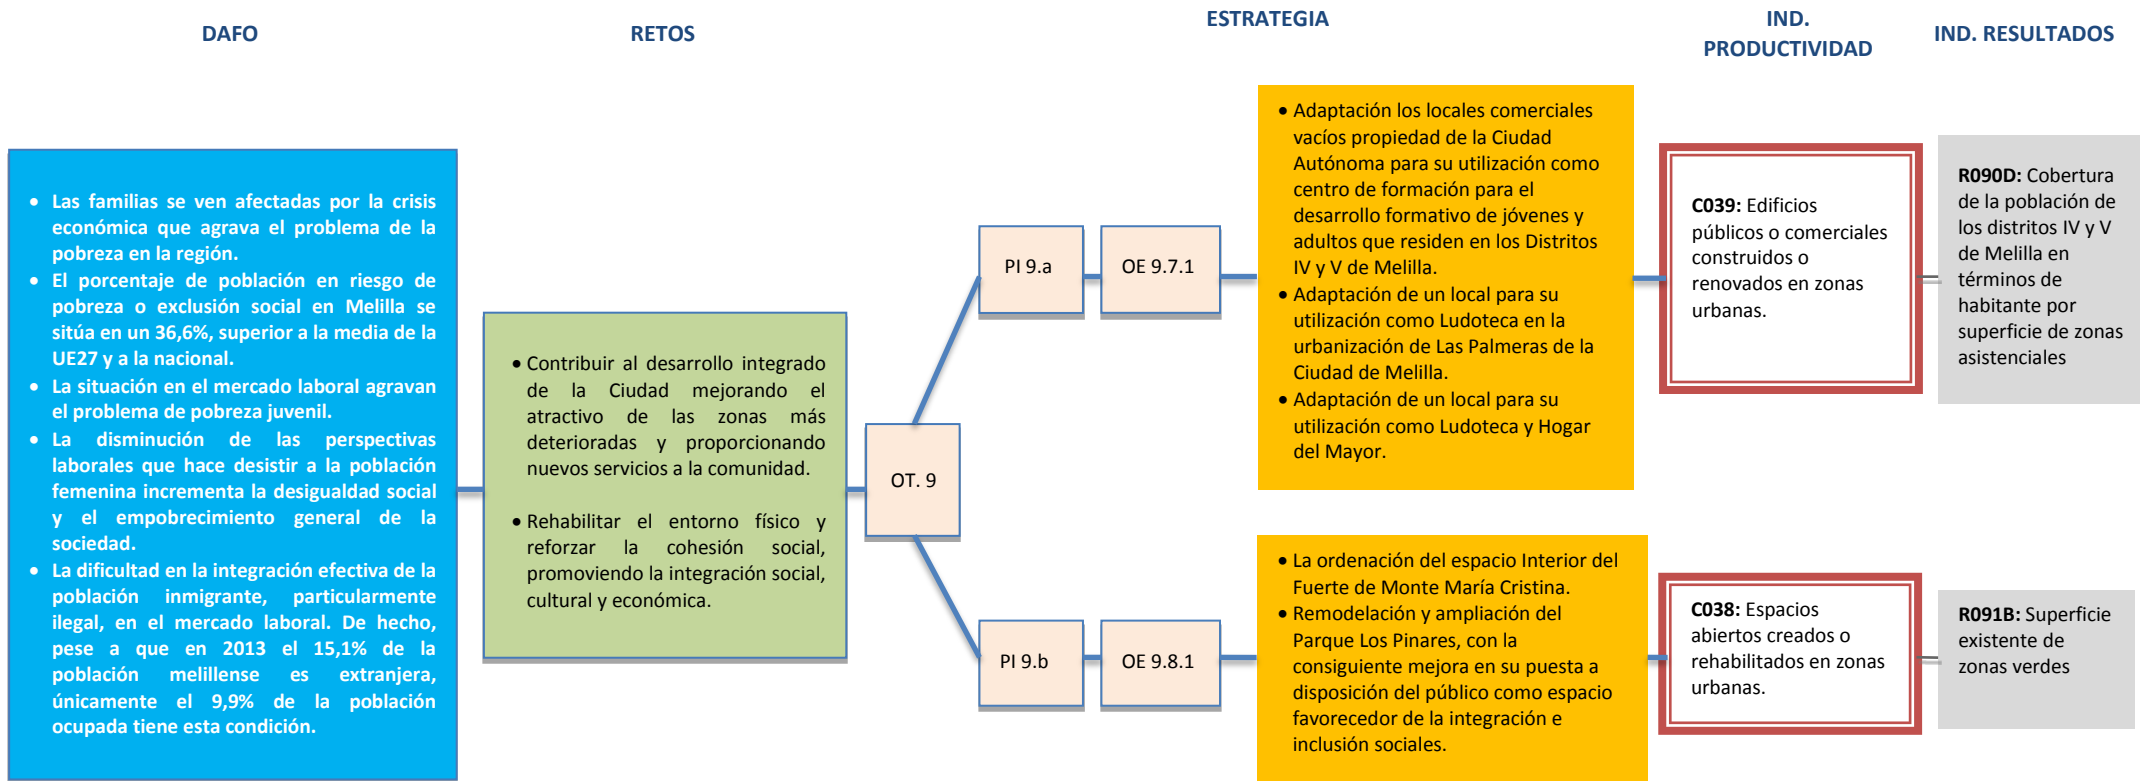 DAFO
RETOS
ESTRATEGIA
IND.
PRODUCTIVIDAD
IND. RESULTADOS
• Las familias se ven afectadas por la crisis
económica que agrava el problema de la
pobreza en la región.
• El porcentaje de población en riesgo de
pobreza o exclusión social en Melilla se
sitúa en un 36,6%, superior a la media de la
UE27 y a la nacional.
• La situación en el mercado laboral agravan
el problema de pobreza juvenil.
• La disminución de las perspectivas
laborales que hace desistir a la población
femenina incrementa la desigualdad social
y el empobrecimiento general de la
sociedad.
• La dificultad en la integración efectiva de la
población inmigrante, particularmente
ilegal, en el mercado laboral. De hecho,
pese a que en 2013 el 15,1% de la
población melillense es extranjera,
únicamente el 9,9% de la población
ocupada tiene esta condición.
• Contribuir al desarrollo integrado
de la Ciudad mejorando el
atractivo de las zonas más
deterioradas y proporcionando
nuevos servicios a la comunidad.
• Rehabilitar el entorno físico y
reforzar la cohesión social,
promoviendo la integración social,
cultural y económica.
OT. 9
PI 9.a
OE 9.7.1
• Adaptación los locales comerciales
vacíos propiedad de la Ciudad
Autónoma para su utilización como
centro de formación para el
desarrollo formativo de jóvenes y
adultos que residen en los Distritos
IV y V de Melilla.
• Adaptación de un local para su
utilización como Ludoteca en la
urbanización de Las Palmeras de la
Ciudad de Melilla.
• Adaptación de un local para su
utilización como Ludoteca y Hogar
del Mayor.
C039: Edificios
públicos o comerciales
construidos o
renovados en zonas
urbanas.
R090D: Cobertura
de la población de
los distritos IV y V
de Melilla en
términos de
habitante por
superficie de zonas
asistenciales
PI 9.b
OE 9.8.1
• La ordenación del espacio Interior del
Fuerte de Monte María Cristina.
• Remodelación y ampliación del
Parque Los Pinares, con la
consiguiente mejora en su puesta a
disposición del público como espacio
favorecedor de la integración e
inclusión sociales.
C038: Espacios
abiertos creados o
rehabilitados en zonas
urbanas.
R091B: Superficie
existente de
zonas verdes